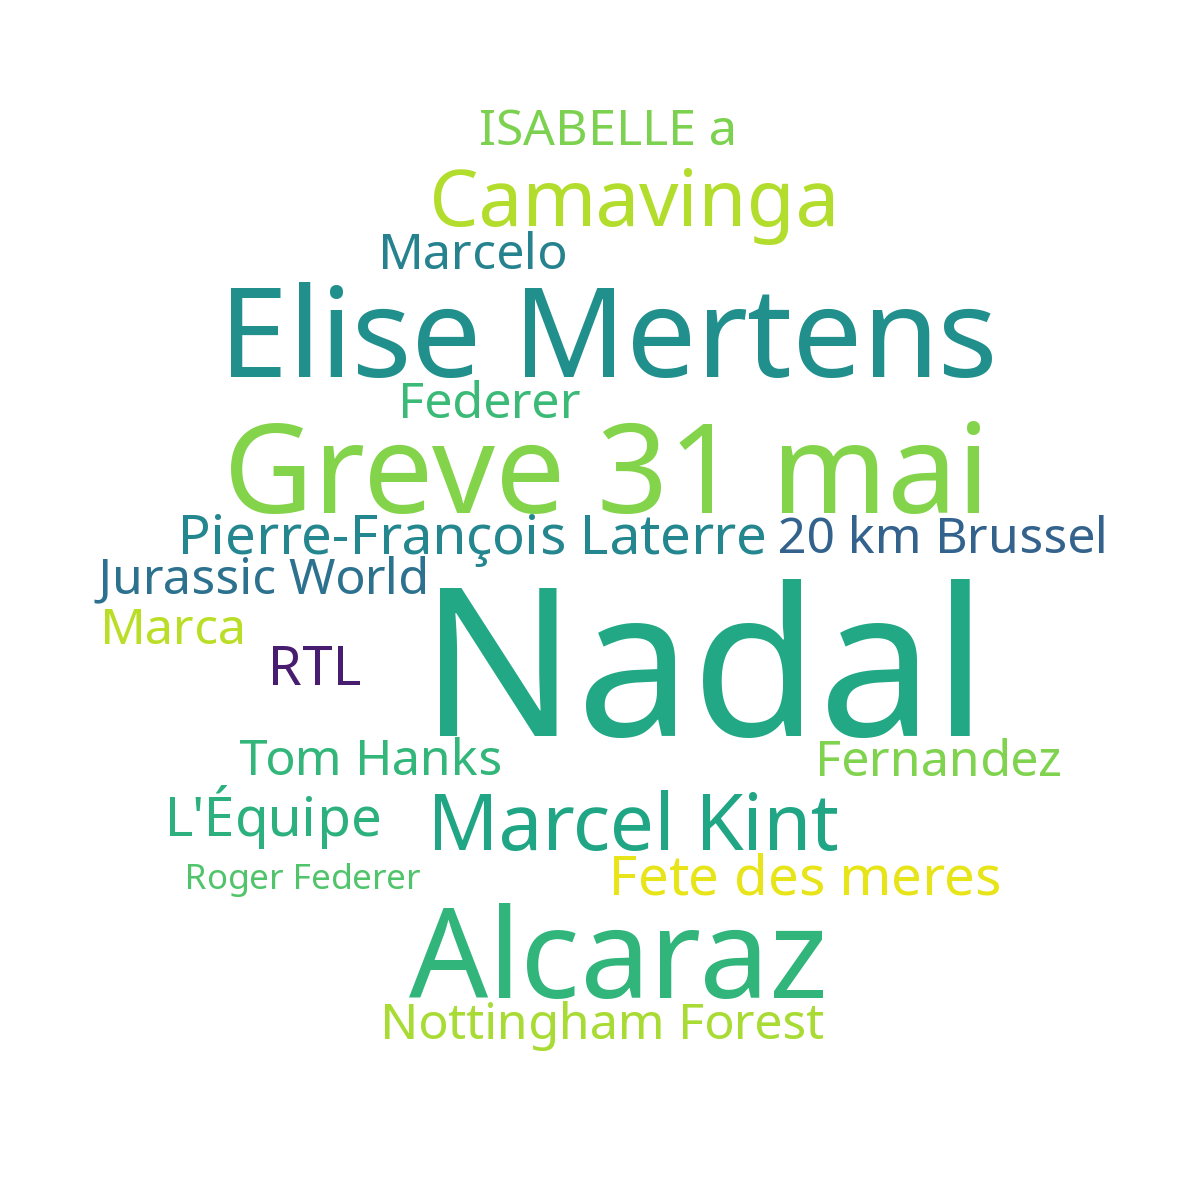 ISABELLE a
Camavinga
Marcelo
Elise Mertens
Federer
Greve 31 mai
Pierre-François Laterre
20 km Brussel
Jurassic World
Marca
Nadal
RTL
Tom Hanks
Fernandez
L'Équipe
Marcel Kint
Roger Federer
Fete des meres
Alcaraz
Nottingham Forest